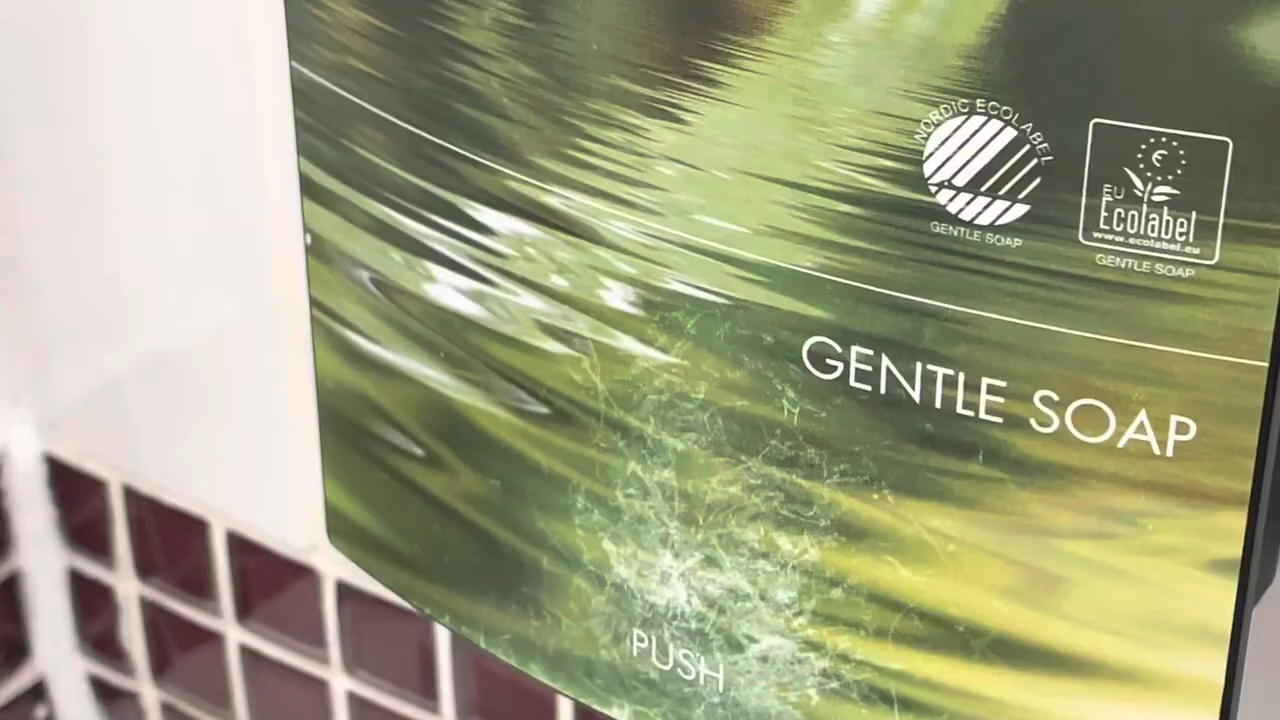 NORDIC ECOLABEL
GENTLE SOAP
€
EU
Ecolabel
www.ecolabel.eu
GENTLE SOAP
GENTLE SOAP
PUSH